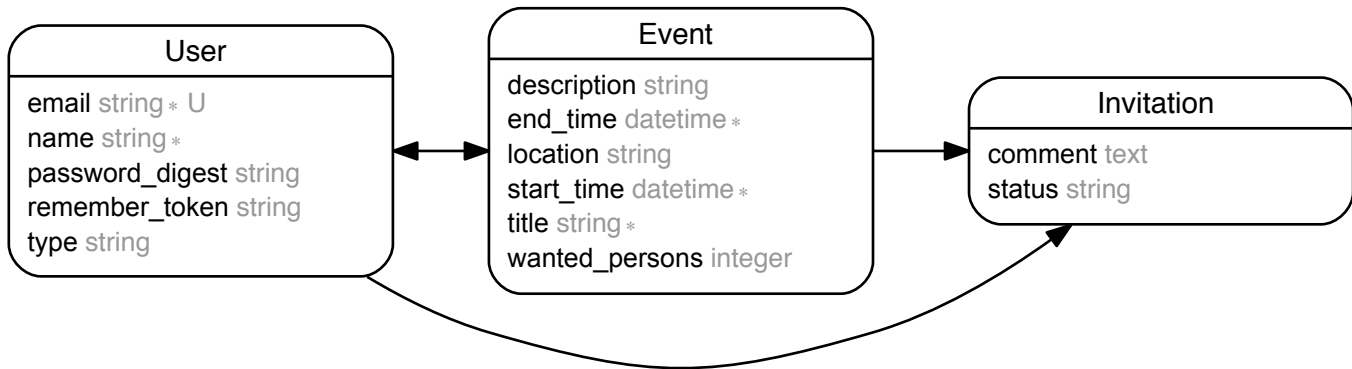 User
email string * U
name string *
password_digest string
remember_token string
type string
Event
description string
end_time datetime *
location string
start_time datetime *
title string *
wanted_persons integer
Invitation
comment text
status string